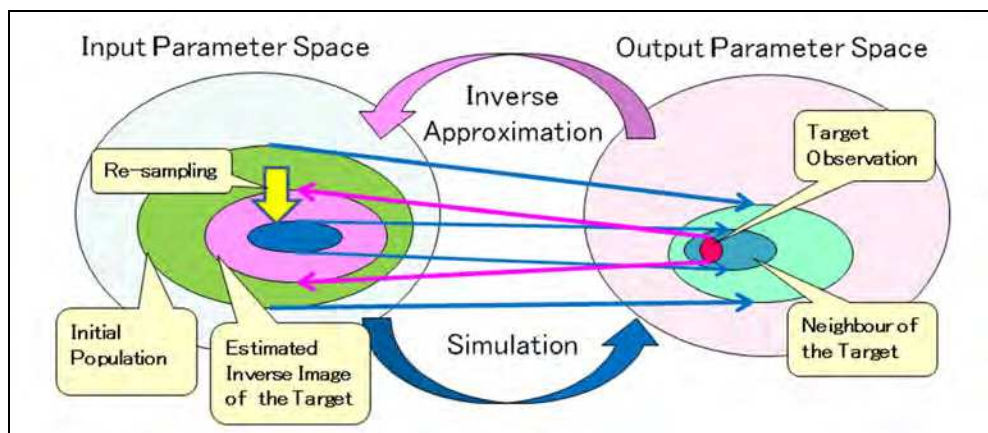 Input Parameter Space
Output Parameter Space
Inverse
Approximation
Target
Observation
Re-sampling
Initial
Population
Estimated
Inverse Image
of the Target
Simulation
Neighbour of
the Target